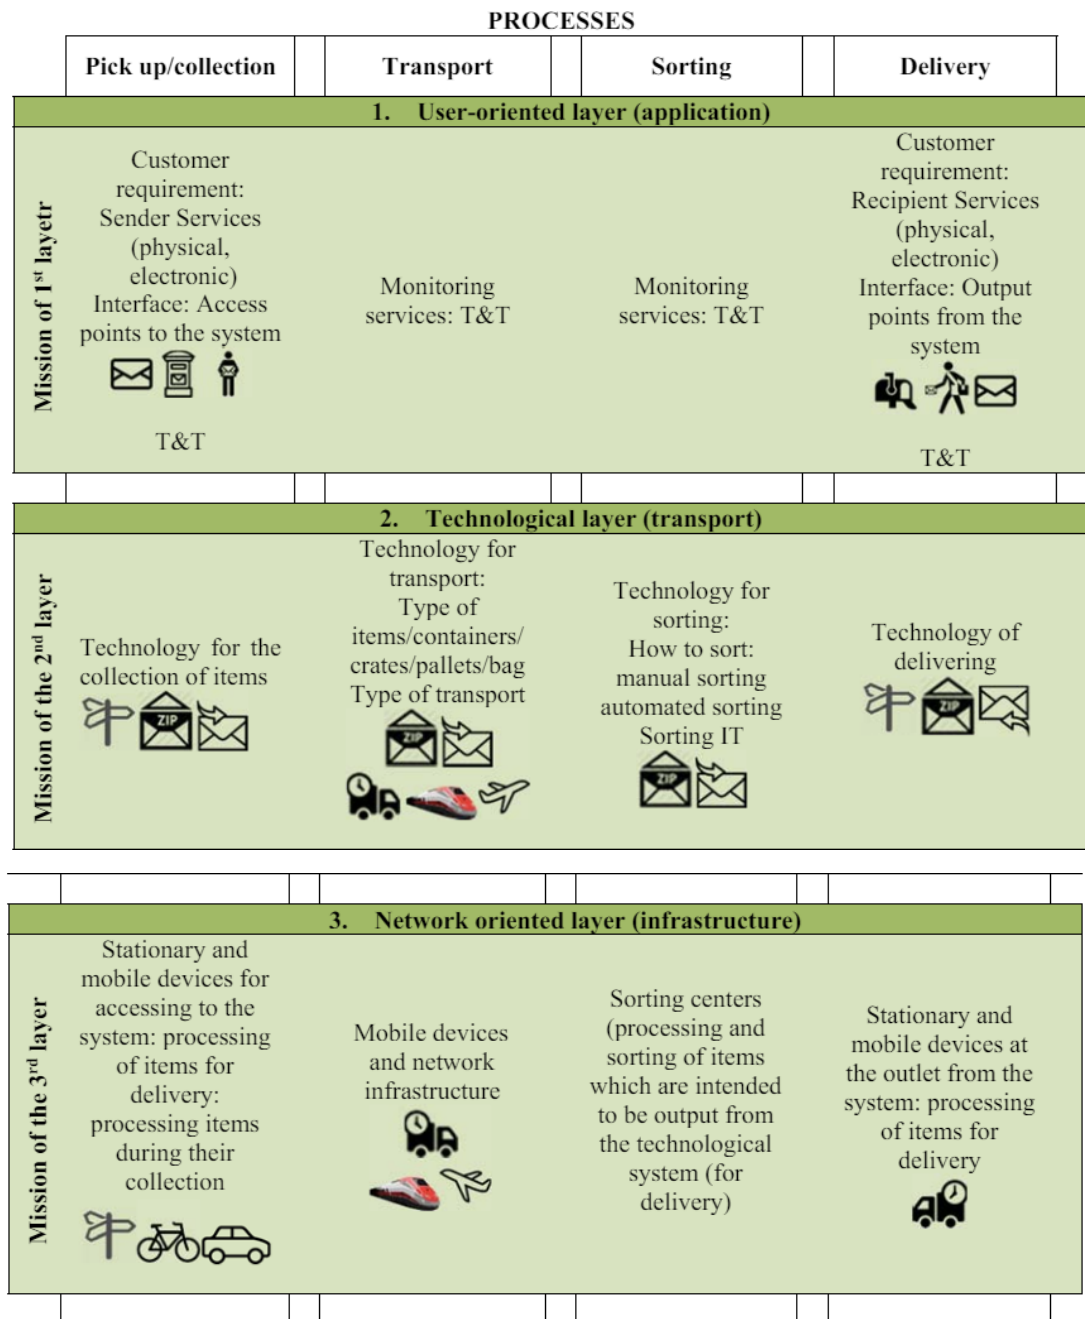 PROCESSES
Pick up/collection
Transport
Sorting
Delivery
1. User-oriented layer (application)
Mission of 1st layetr
Customer
requirement:
Sender Services
(physical,
electronic)
Interface: Access
points to the system
T&T
Monitoring
services: T&T
Monitoring
services: T&T
Customer
requirement:
Recipient Services
(physical,
electronic)
Interface: Output
points from the
system
T&T
2. Technological layer (transport)
Mission of the 2nd layer
Technology for the
collection of items
ZIP
Technology for
transport:
Type of
items/containers/
crates/pallets/bag
Type of transport
ZIP
Technology for
sorting:
How to sort:
manual sorting
automated sorting
Sorting IT
ZIP
Technology of
delivering
ZIP
3. Network oriented layer (infrastructure)
Mission of the 3rd layer
Stationary and
mobile devices for
accessing to the
system: processing
of items for
delivery:
processing items
during their
collection
Mobile devices
and network
infrastructure
Sorting centers
(processing and
sorting of items
which are intended
to be output from
the technological
system (for
delivery)
Stationary and
mobile devices at
the outlet from the
system: processing
of items for
delivery